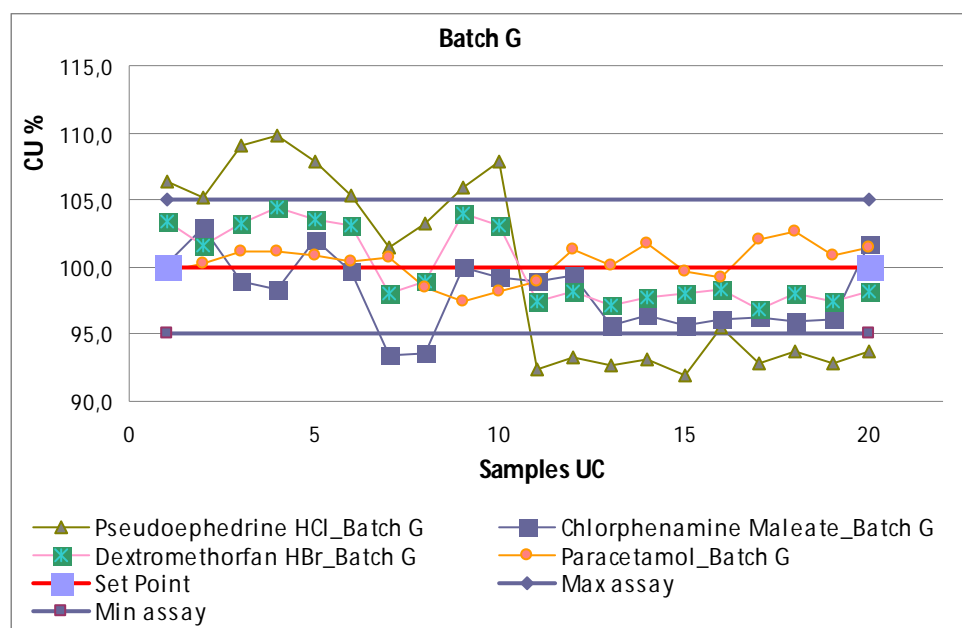 Batch G
115,0
110,0
105,0
100,0
95,0
90,0
CU %
0 5 10 15 20
Samples UC
Pseudoephedrine HCl_Batch G Chlorphenamine Maleate_Batch G
Dextromethorfan HBr_Batch G Paracetamol_Batch G
Set Point Max assay
Min assay